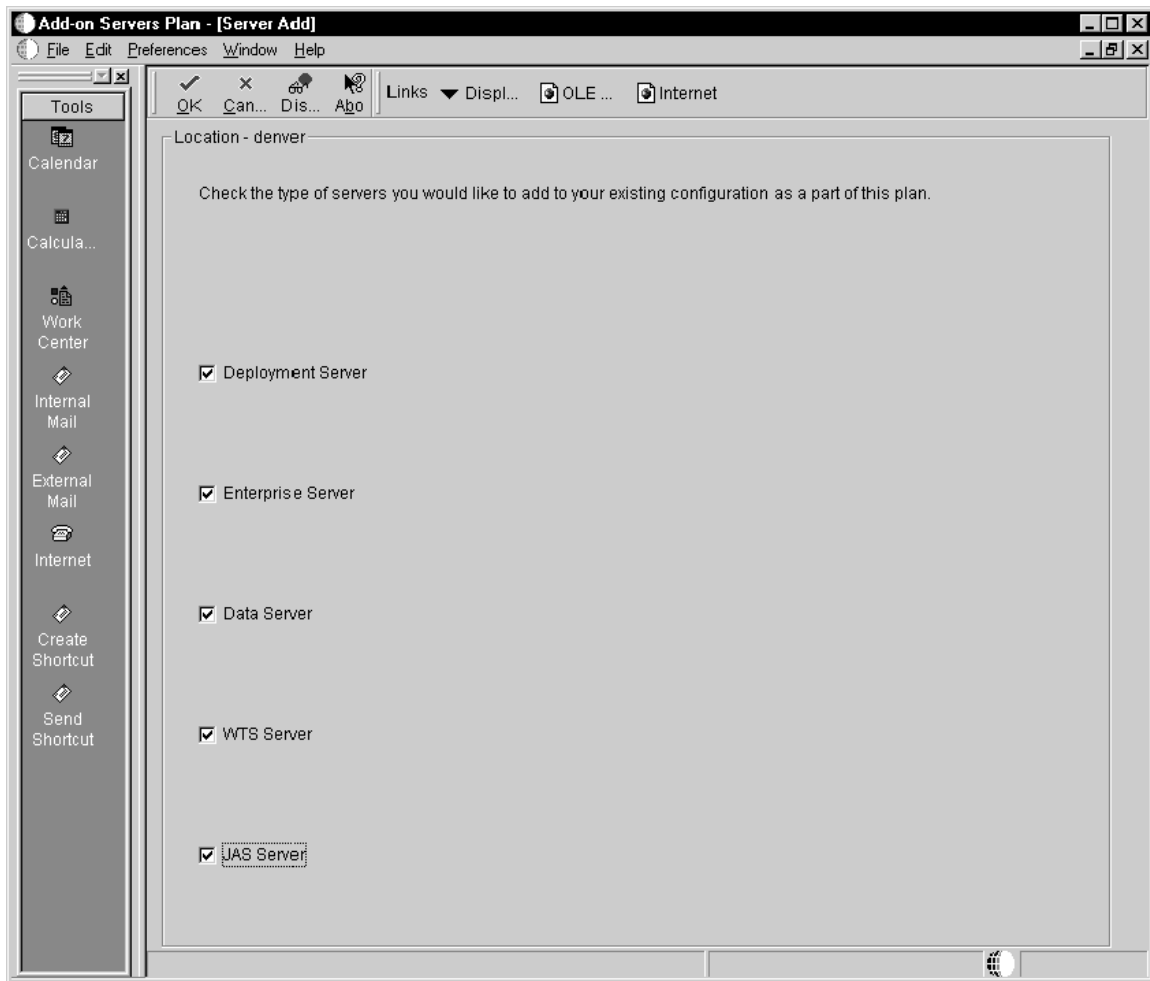 Add-on Servers Plan - [Server Add]
File Edit Preferences Window Help
Tools
Calendar
Calcula...
Work
Center
Internal
Mail
External
Mail
Internet
Create
Shortcut
Send
Shortcut
OK Can... Dis... Abo
Links Displ... OLE ... Internet
Location - denver
Check the type of servers you would like to add to your existing configuration as a part of this plan.
Deployment Server
Enterprise Server
Data Server
WTS Server
JAS Server